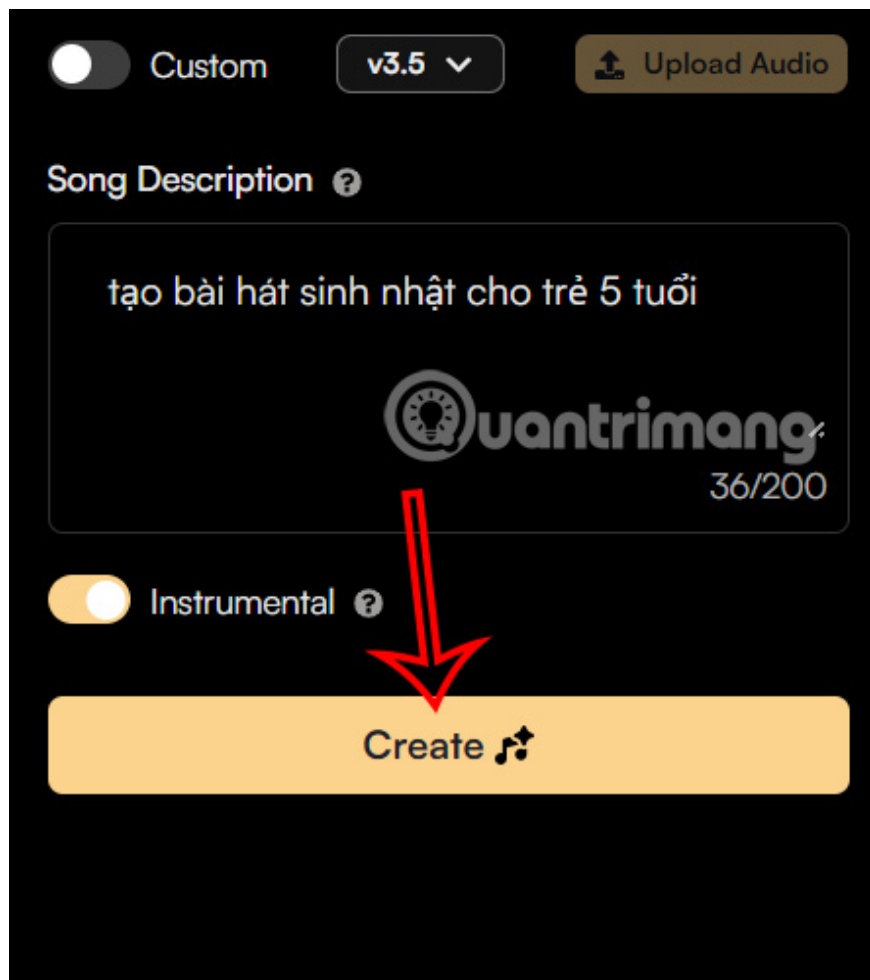 Custom
v3.5
Upload Audio
Song Description
tạo bài hát sinh nhật cho trẻ 5 tuổi
Quantrimang
36/200
Instrumental
Create